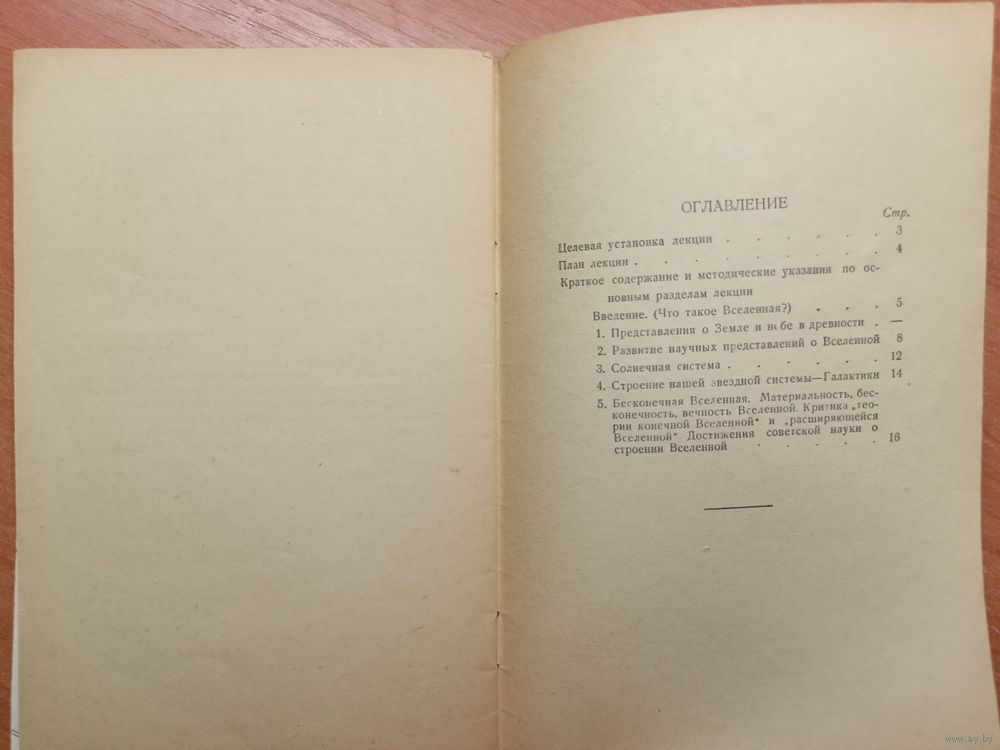 ОГЛАВЛЕНИЕ
Стр.
Целевая установка лекции . . . . . . 3
План лекции . . . . . . . . . 4
Краткое содержание и методические указания по ос-
новным разделам лекции
Введение. (Что такое Вселенная?) . . . 5
1. Представления о Земле и небе в древности . —
2. Развитие научных представлений о Вселенной 8
3. Солнечная система . . . . . . 12
4. Строение нашей звездной системы—Галактики 14
5. Бесконечная Вселенная. Материальность, бес-
конечность, вечность Вселенной. Критика „тео-
рии конечной Вселенной“ и „расширяющейся
Вселенной“ Достижения советской науки о
строении Вселенной . . . . . 16
www.ay.by